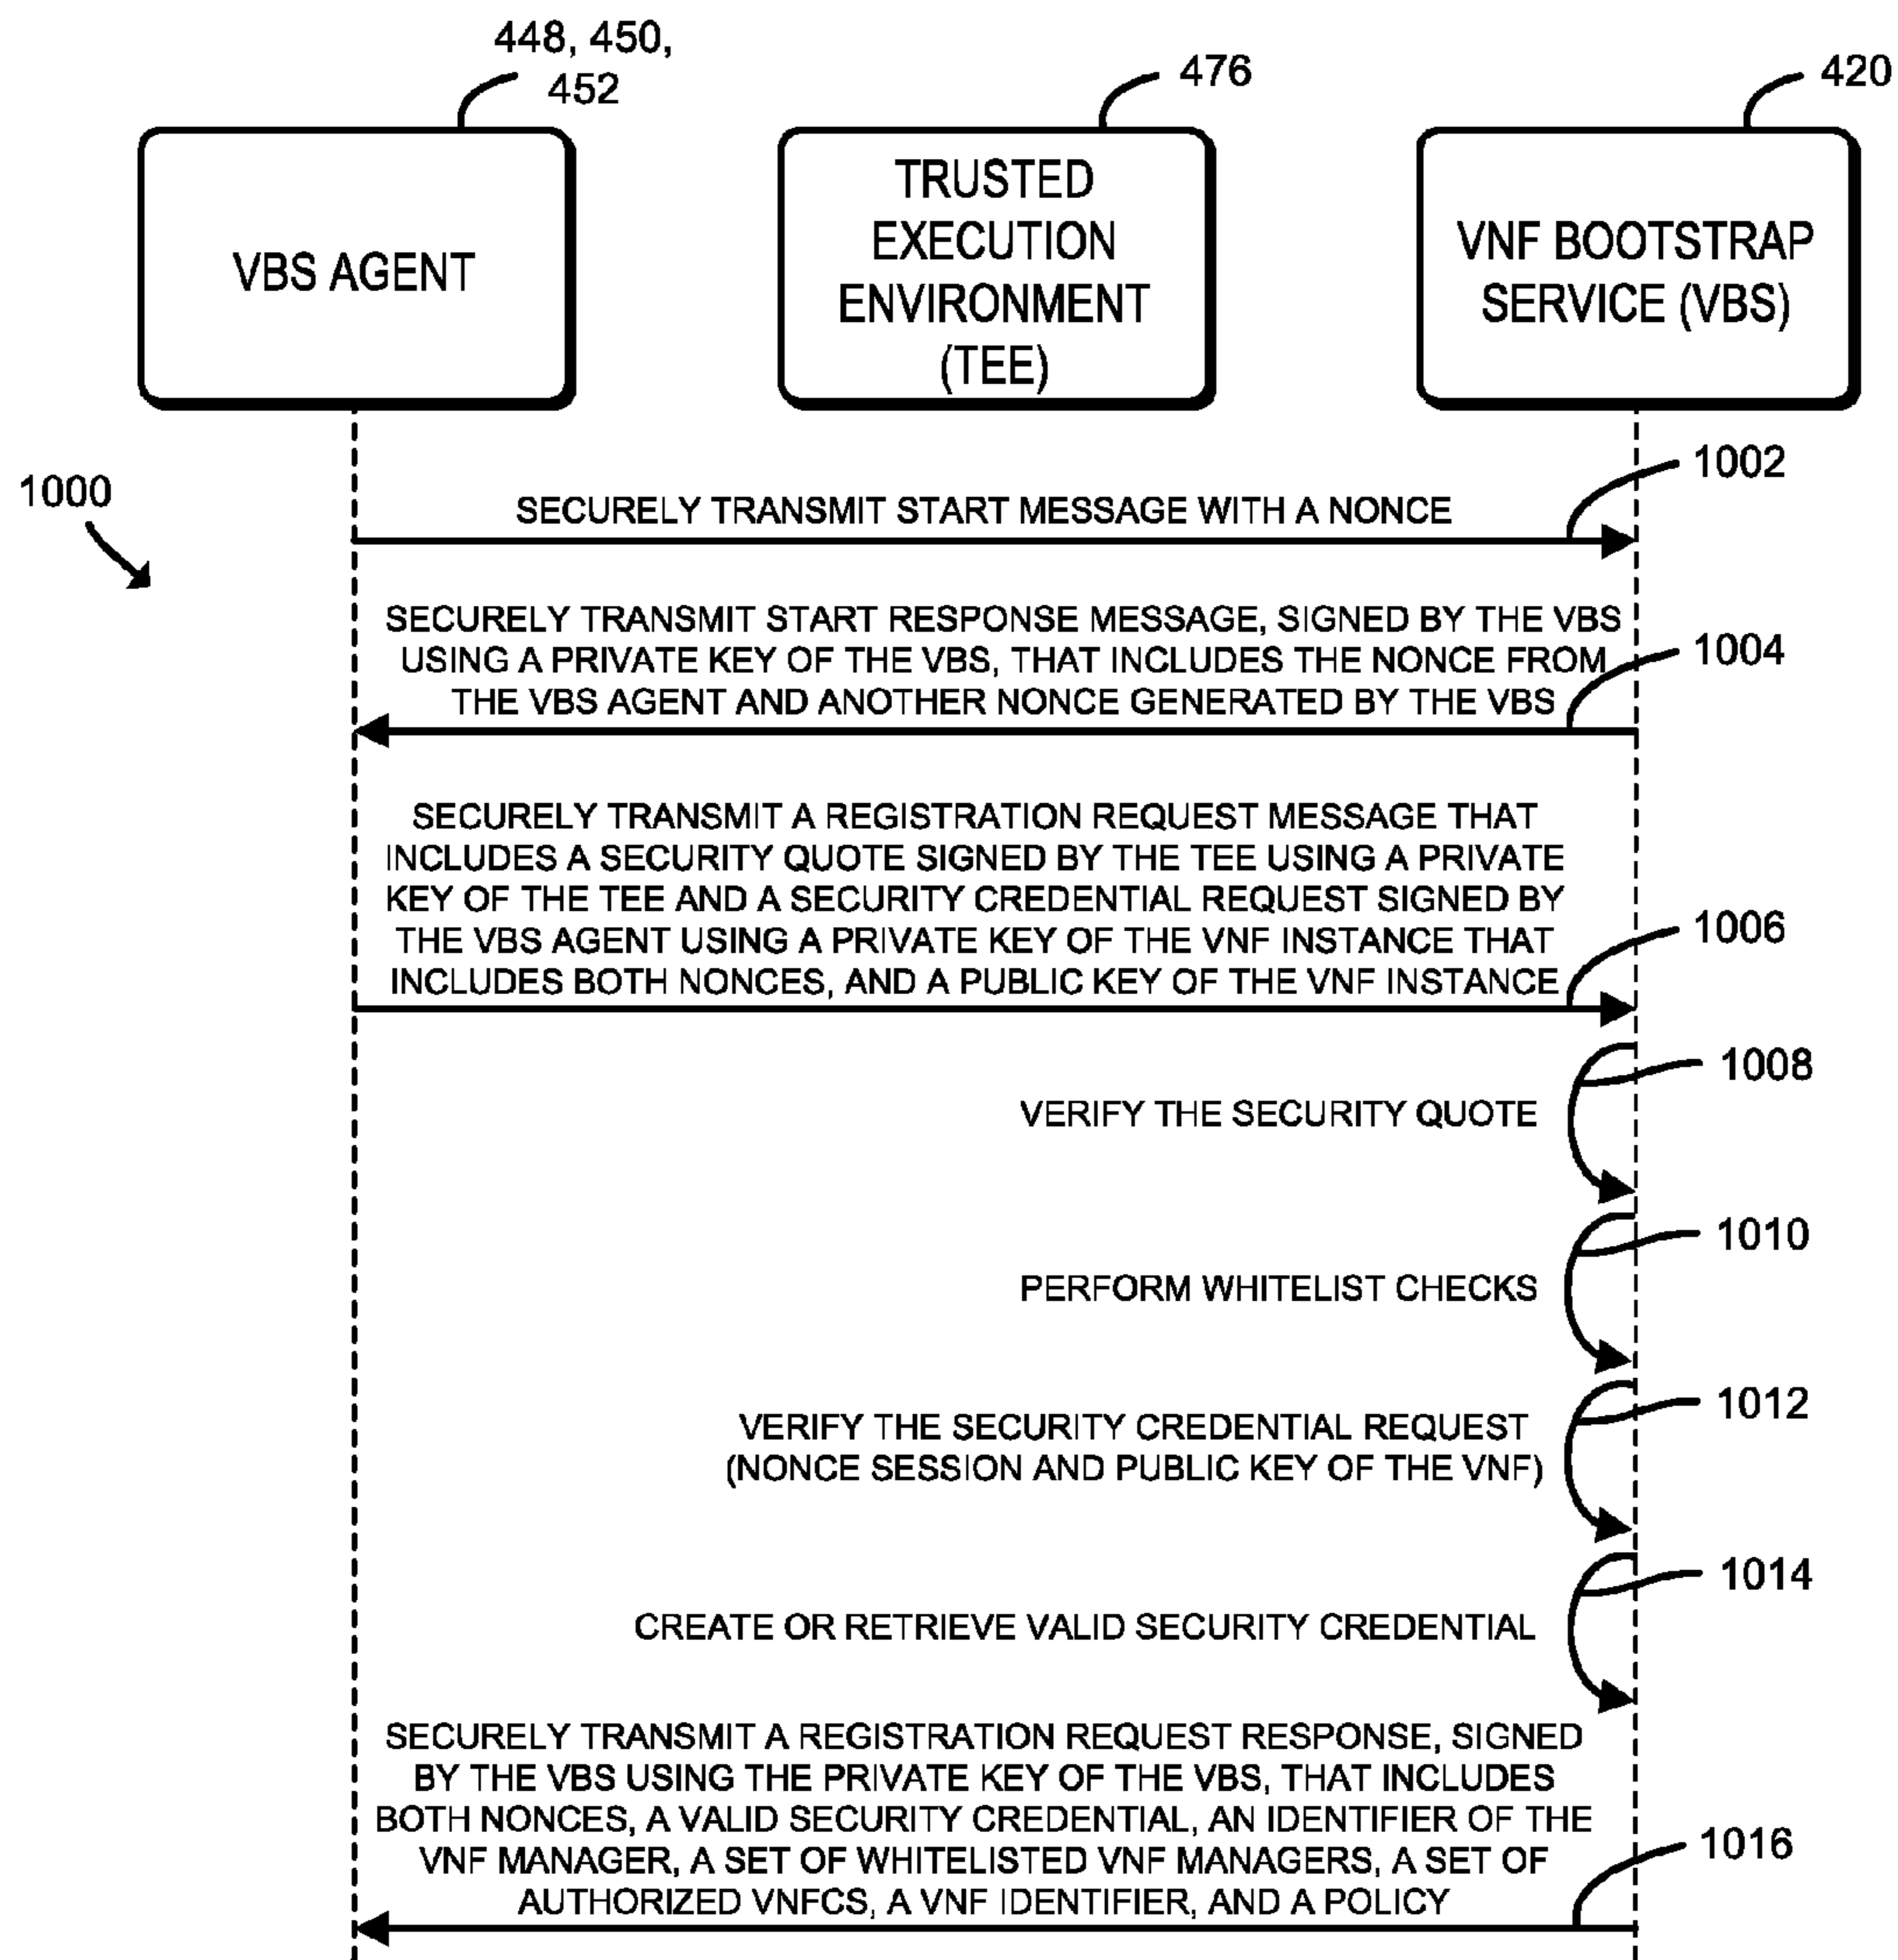 448, 450,
452
476
420
VBS AGENT
TRUSTED
EXECUTION
ENVIRONMENT
(TEE)
VNF BOOTSTRAP
SERVICE (VBS)
1000
1002
SECURELY TRANSMIT START MESSAGE WITH A NONCE
SECURELY TRANSMIT START RESPONSE MESSAGE, SIGNED BY THE VBS
USING A PRIVATE KEY OF THE VBS, THAT INCLUDES THE NONCE FROM
THE VBS AGENT AND ANOTHER NONCE GENERATED BY THE VBS
1004
SECURELY TRANSMIT A REGISTRATION REQUEST MESSAGE THAT
INCLUDES A SECURITY QUOTE SIGNED BY THE TEE USING A PRIVATE
KEY OF THE TEE AND A SECURITY CREDENTIAL REQUEST SIGNED BY
THE VBS AGENT USING A PRIVATE KEY OF THE VNF INSTANCE THAT
INCLUDES BOTH NONCES, AND A PUBLIC KEY OF THE VNF INSTANCE
1006
1008
VERIFY THE SECURITY QUOTE
1010
PERFORM WHITELIST CHECKS
1012
VERIFY THE SECURITY CREDENTIAL REQUEST
(NONCE SESSION AND PUBLIC KEY OF THE VNF)
1014
CREATE OR RETRIEVE VALID SECURITY CREDENTIAL
SECURELY TRANSMIT A REGISTRATION REQUEST RESPONSE, SIGNED
BY THE VBS USING THE PRIVATE KEY OF THE VBS, THAT INCLUDES
BOTH NONCES, A VALID SECURITY CREDENTIAL, AN IDENTIFIER OF THE
VNF MANAGER, A SET OF WHITELISTED VNF MANAGERS, A SET OF
AUTHORIZED VNFCS, A VNF IDENTIFIER, AND A POLICY
1016